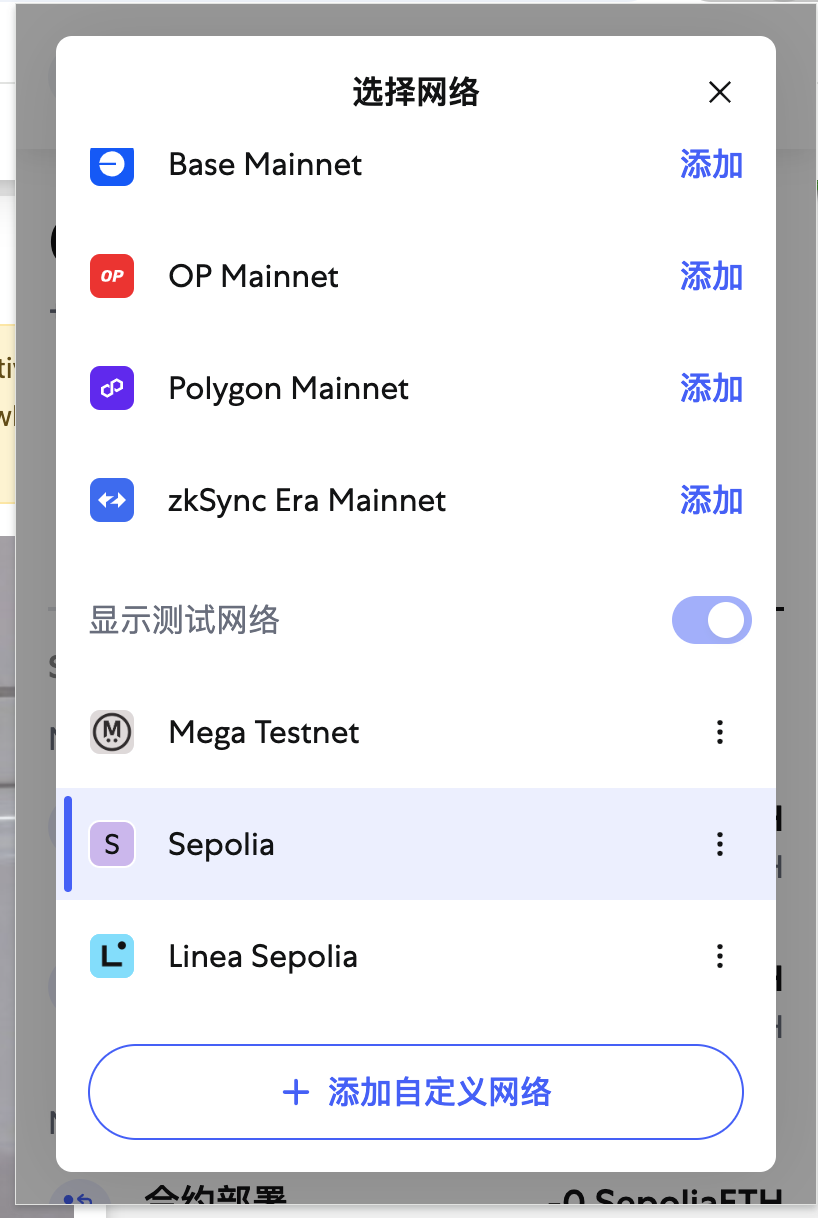 选择网络
Base Mainnet 添加
OP
OP Mainnet 添加
Polygon Mainnet 添加
zkSync Era Mainnet 添加
显示测试网络
M
Mega Testnet
S
Sepolia
L
Linea Sepolia
+ 添加自定义网络
合约部署 -0 SepoliaETH